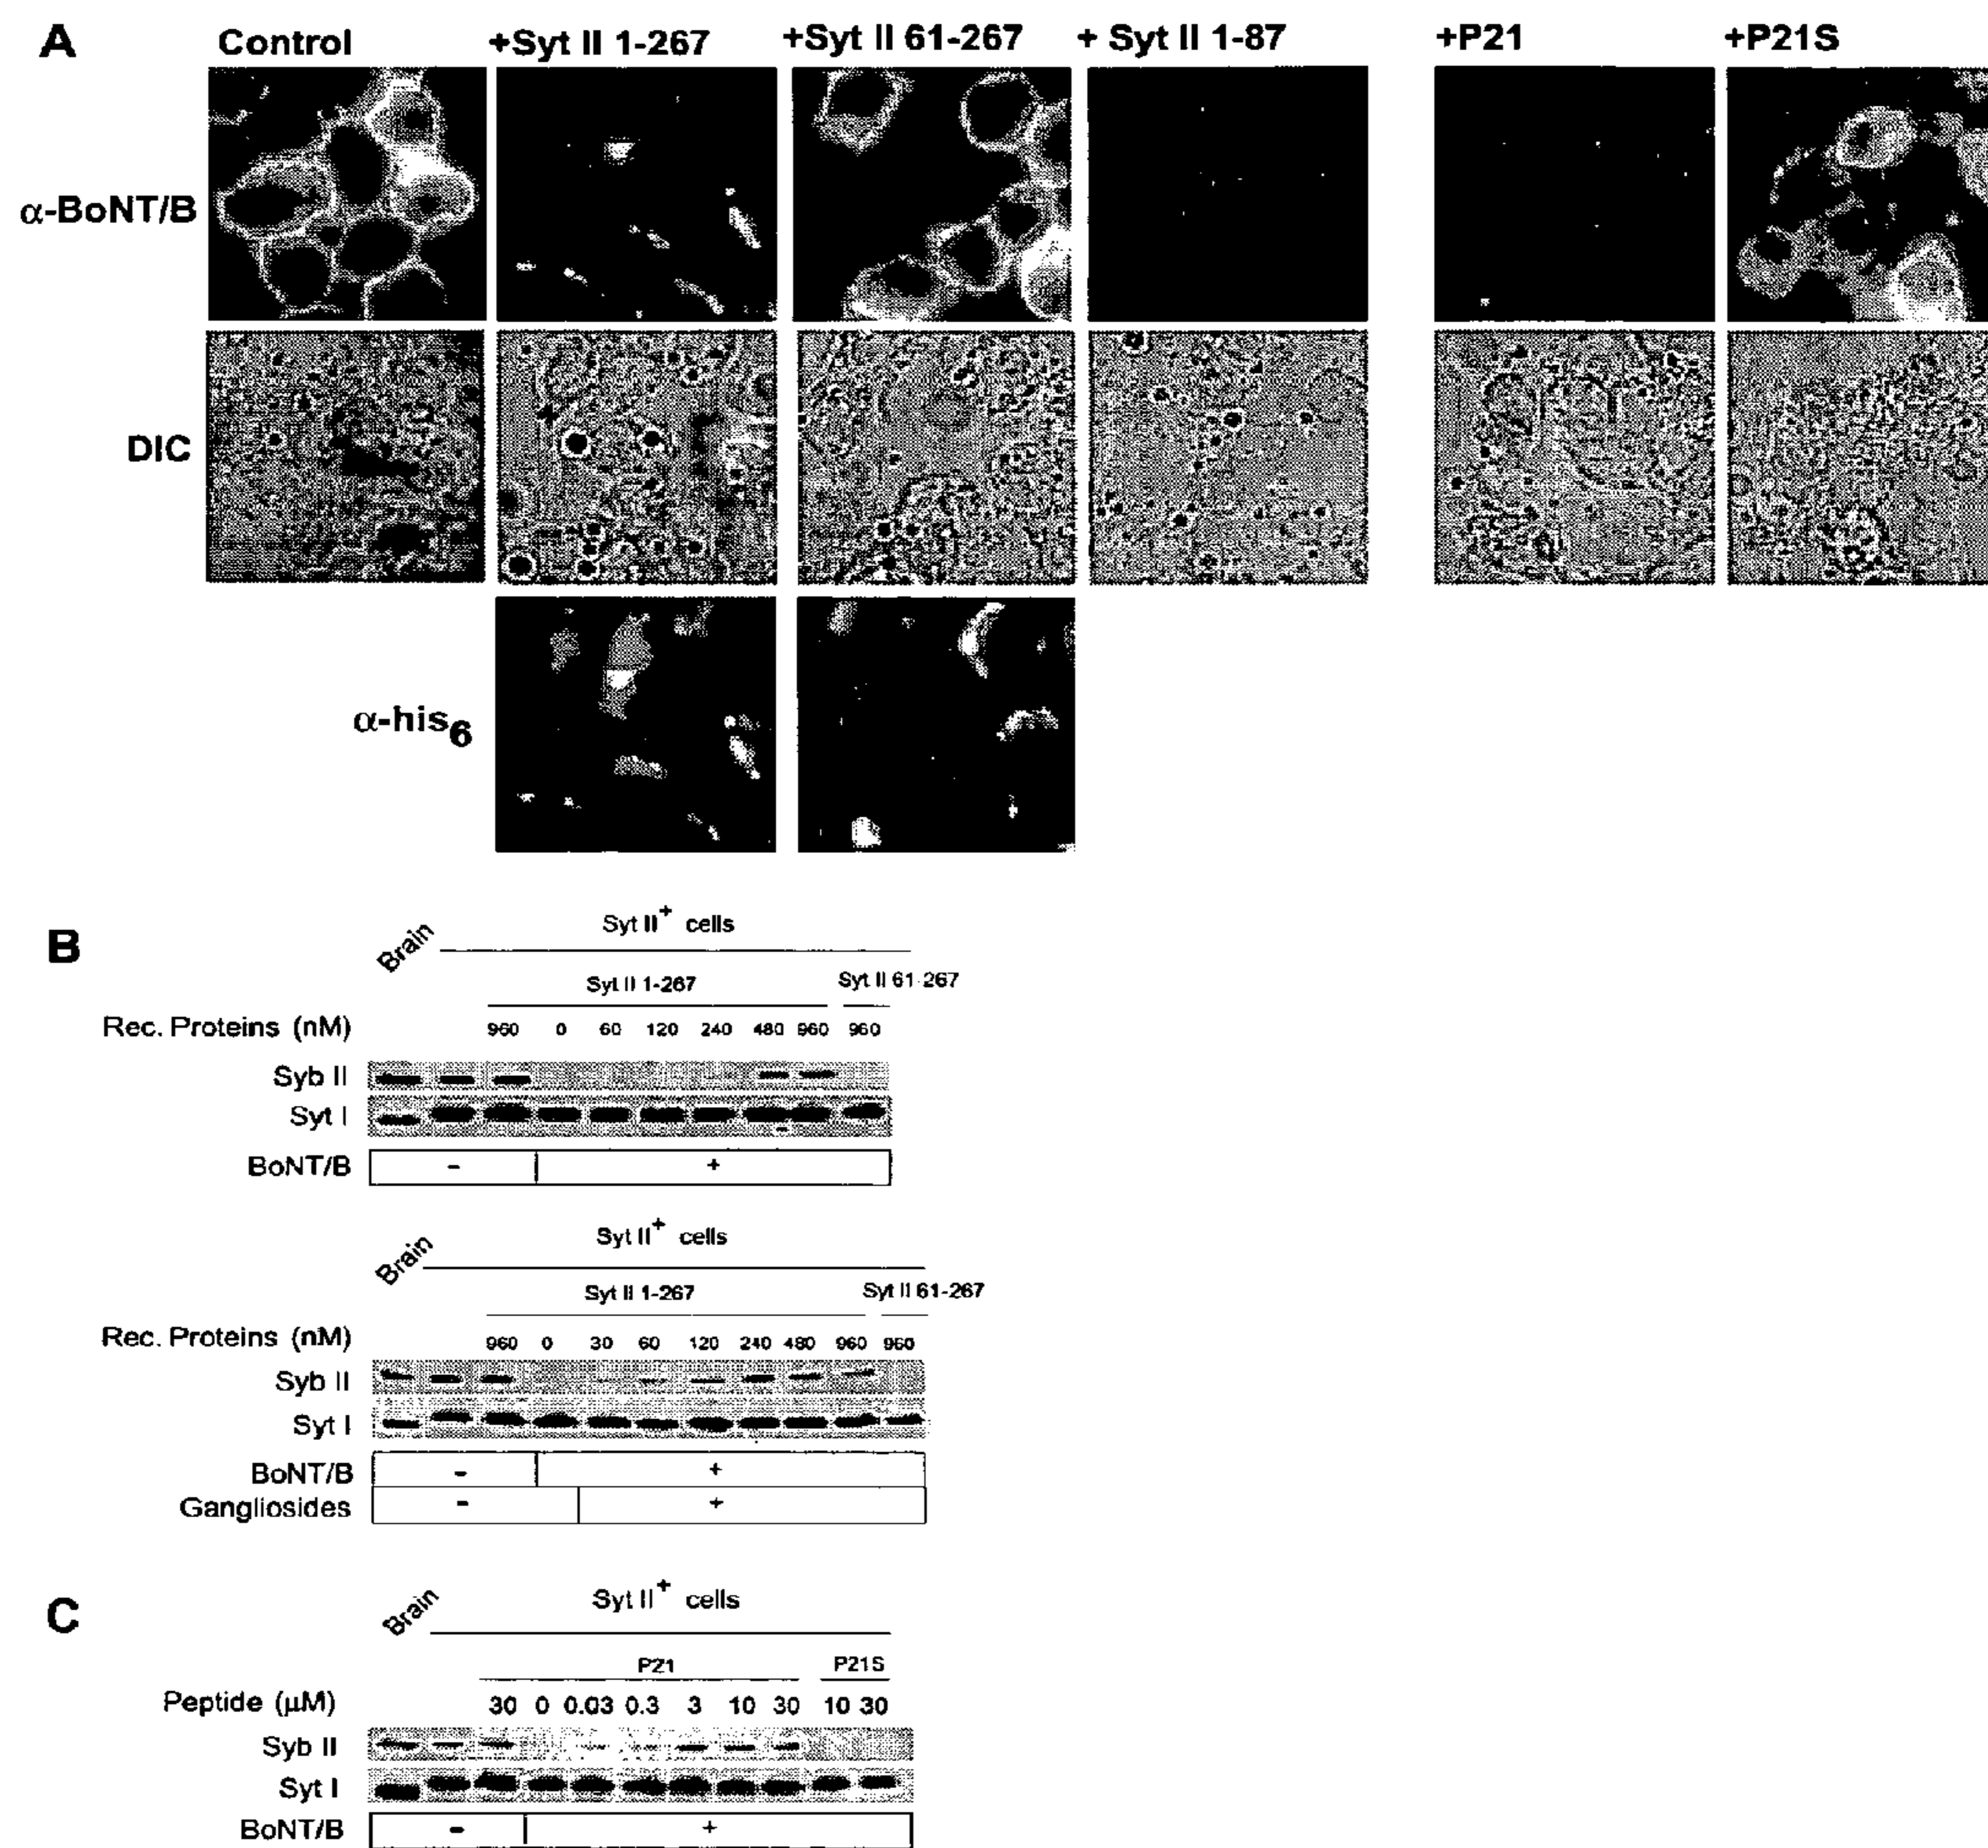 A
Control +Syt II 1-267 +Syt II 61-267 + Syt II 1-87 +P21 +P21S
α-BoNT/B
DIC
α-his6
B
Brain
Syt II+ cells
Syt II 1-267 Syt II 61-267
Rec. Proteins (nM) 960 0 60 120 240 480 960 960
Syb II
Syt I
BoNT/B - +
Brain
Syt II+ cells
Syt II 1-267 Syt II 61-267
Rec. Proteins (nM) 960 0 30 60 120 240 480 960 960
Syb II
Syt I
BoNT/B - +
Gangliosides - +
C
Brain
Syt II+ cells
P21 P21S
Peptide (μM) 30 0 0.03 0.3 3 10 30 10 30
Syb II
Syt I
BoNT/B - +